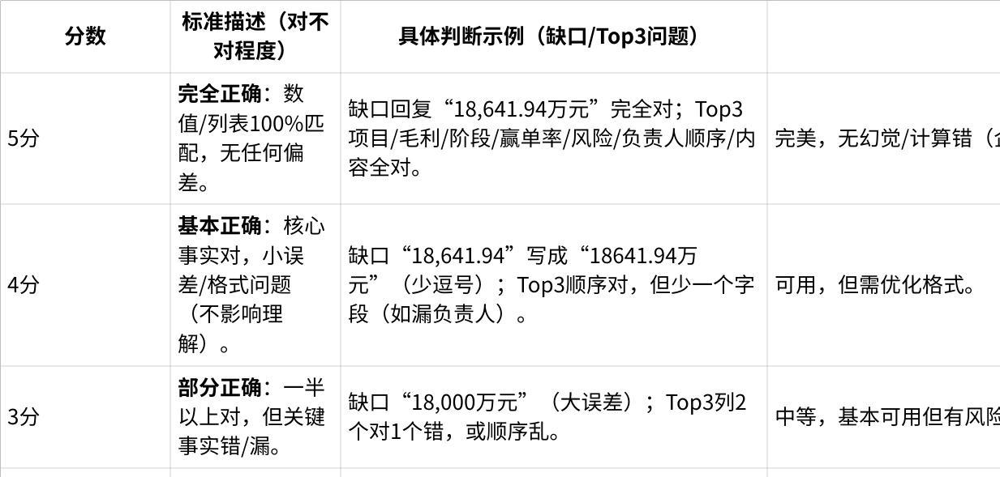 分数
标准描述（对不
对程度）
具体判断示例（缺口/Top3问题）
5分
完全正确：数
值/列表100%匹
配，无任何偏
差。
缺口回复“18,641.94万元”完全对；Top3
项目/毛利/阶段/赢单率/风险/负责人顺序/内
容全对。
完美，无幻觉/计算错（
4分
基本正确：核心
事实对，小误
差/格式问题
（不影响理
解）。
缺口“18,641.94”写成“18641.94万
元”（少逗号）；Top3顺序对，但少一个字
段（如漏负责人）。
可用，但需优化格式。
3分
部分正确：一半
以上对，但关键
事实错/漏。
缺口“18,000万元”（大误差）；Top3列2
个对1个错，或顺序乱。
中等，基本可用但有风险